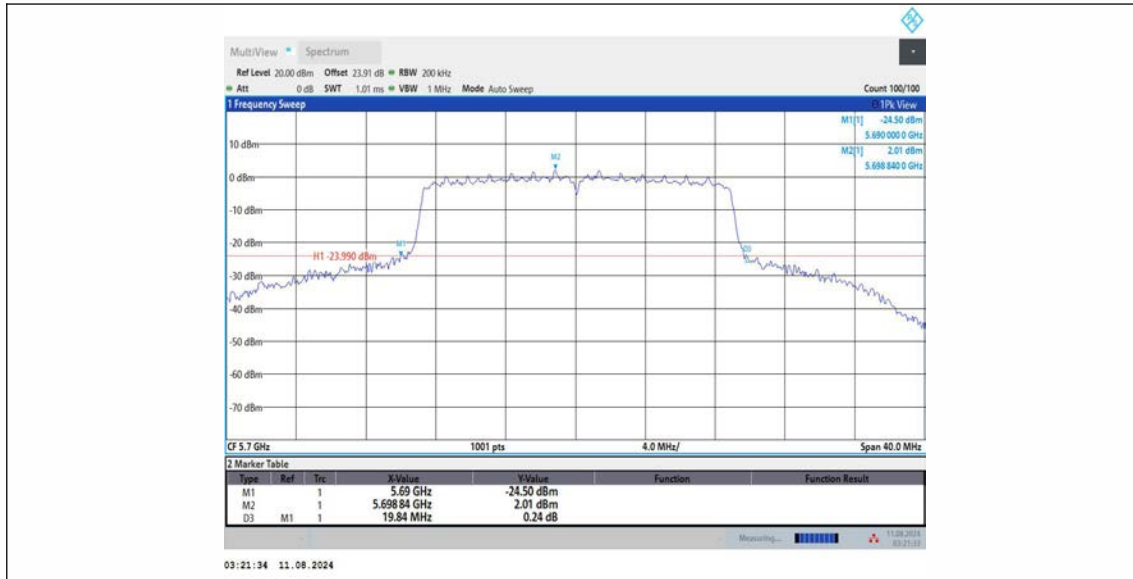 MultiView Spectrum
Ref Level 20.00 dBm Offset 23.91 dB RBW 200 kHz
Att 0 dB SWT 1.01 ms VBW 1 MHz Mode Auto Sweep Count 100/100
1 Frequency Sweep 1Pk View
M1[1] -24.50 dBm
5.690 000 0 GHz
M2[1] 2.01 dBm
5.698 840 0 GHz
10 dBm
M2
0 dBm
-10 dBm
-20 dBm
M1
D3
H1 -23.990 dBm
-30 dBm
-40 dBm
-50 dBm
-60 dBm
-70 dBm
CF 5.7 GHz 1001 pts 4.0 MHz/ Span 40.0 MHz
2 Marker Table
Type Ref Trc X-Value Y-Value Function Function Result
M1 1 5.69 GHz -24.50 dBm
M2 1 5.698 84 GHz 2.01 dBm
D3 M1 1 19.84 MHz 0.24 dB
Measuring... 11.08.2024
03:21:34 11.08.2024